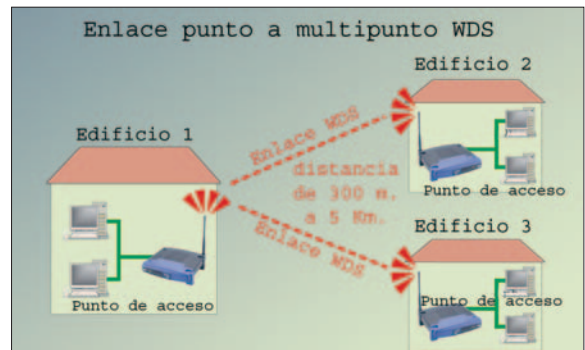 Enlace punto a multipunto WDS
Edificio 2
Edificio 1
Enlace WDS
distancia
de 300 m.
a 5 Km.
Enlace WDS
Punto de acceso
Edificio 3
Punto de acceso
Punto de acceso